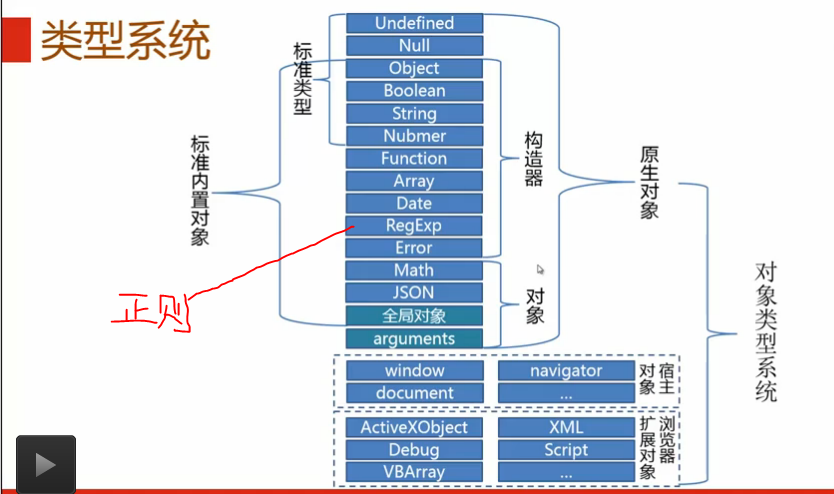 类型系统
标准类型
标准内置对象
Undefined
Null
Object
Boolean
String
Nubmer
Function
Array
Date
RegExp
Error
Math
JSON
全局对象
arguments
构造器
对象
原生对象
对象类型系统
正则
window
navigator
document
...
宿主对象
ActiveXObject
XML
Debug
Script
VBArray
...
浏览器扩展对象